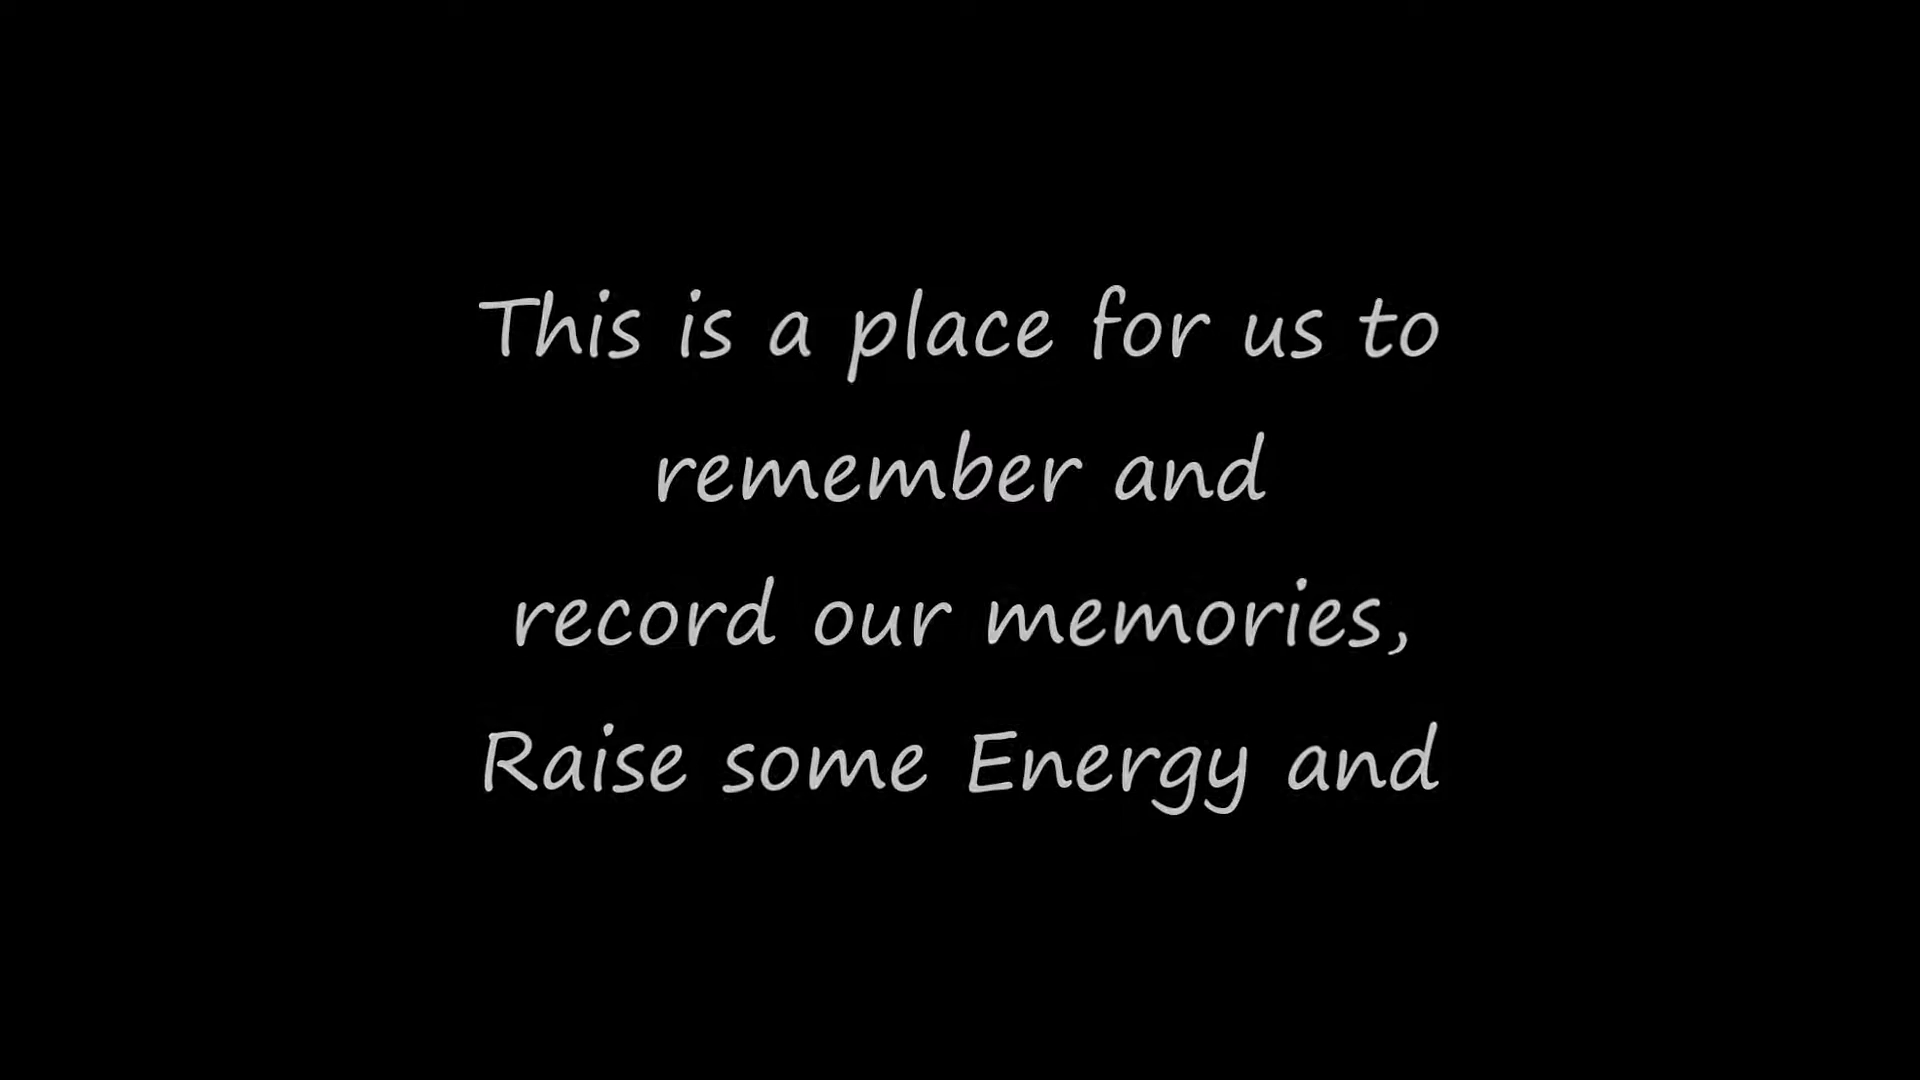 This is a place for us to
remember and
record our memories,
Raise some Energy and